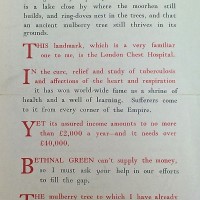 is a lake close by where the moorhen still
builds, and ring-doves nest in the trees, and that
an ancient mulberry tree still thrives in its
grounds.
THIS landmark, which is a very familiar
one to me, is the London Chest Hospital.
IN the cure, relief and study of tuberculosis
and affections of the heart and respiration
it has won world-wide fame as a shrine of
health and a well of learning. Sufferers come
to it from every corner of the Empire.
YET its assured income amounts to no more
than £2,000 a year—and it needs over
£40,000.
BETHNAL GREEN can't supply the money,
so I must ask your help in our efforts
to fill the gap.
THE mulberry tree to which I have already